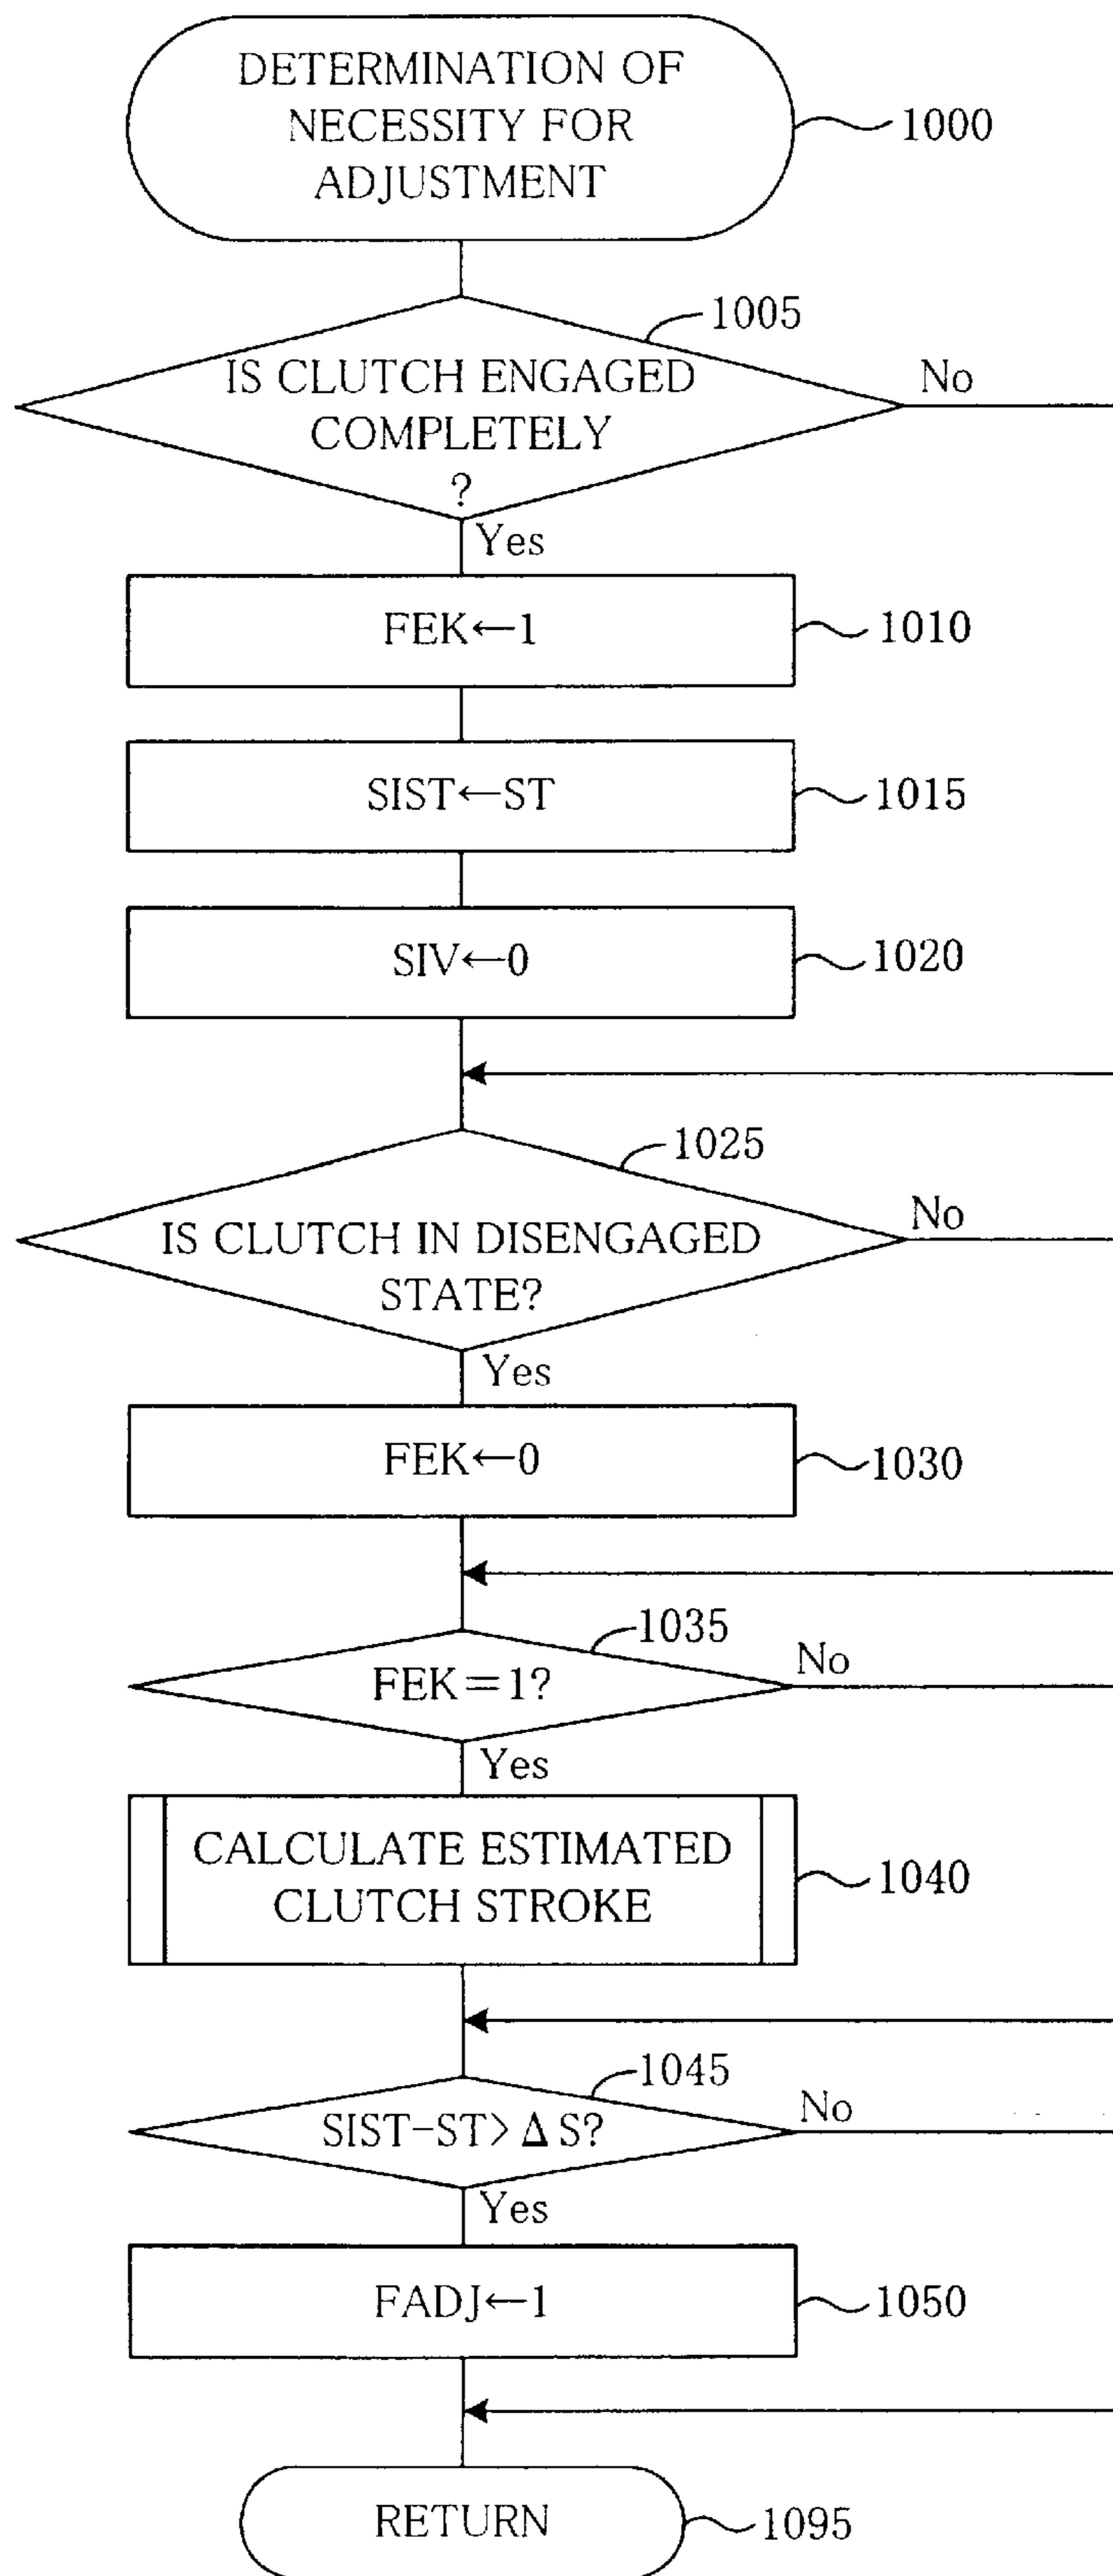 DETERMINATION OF
NECESSITY FOR
ADJUSTMENT
1000
1005
IS CLUTCH ENGAGED
COMPLETELY
?
No
Yes
FEK←1
1010
SIST←ST
1015
SIV←0
1020
1025
IS CLUTCH IN DISENGAGED
STATE?
No
Yes
FEK←0
1030
1035
FEK=1?
No
Yes
CALCULATE ESTIMATED
CLUTCH STROKE
1040
1045
SIST-ST>ΔS?
No
Yes
FADJ←1
1050
RETURN
1095